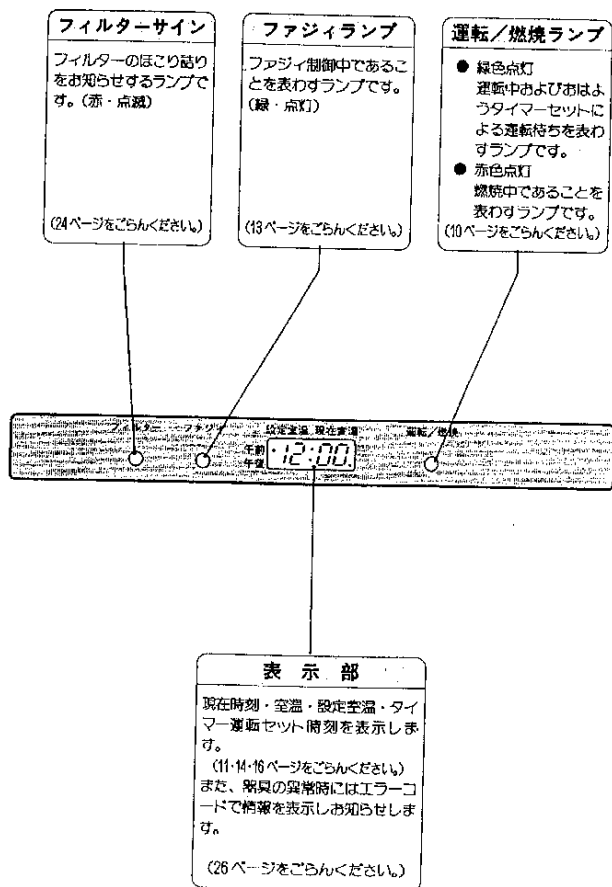 フィルターサイン
フィルターのほこり詰り
をお知らせするランプで
す。(赤・点滅)
(24ページをごらんください。)
ファジィランプ
ファジィ制御中であるこ
とを表わすランプです。
(緑・点灯)
(13ページをごらんください。)
運転/燃焼ランプ
● 緑色点灯
運転中およびおはよ
うタイマーセットに
よる運転待ちを表わ
すランプです。
● 赤色点灯
燃焼中であることを
表わすランプです。
(10ページをごらんください。)
フィルター ファジィ 設定室温 現在室温 運転/燃焼
午前
午後
12:00
表示部
現在時刻・室温・設定室温・タイ
マー運転セット時刻を表示しま
す。
(11・14・16ページをごらんください。)
また、器具の異常時にはエラーコ
ードで情報を表示しお知らせしま
す。
(26ページをごらんください。)